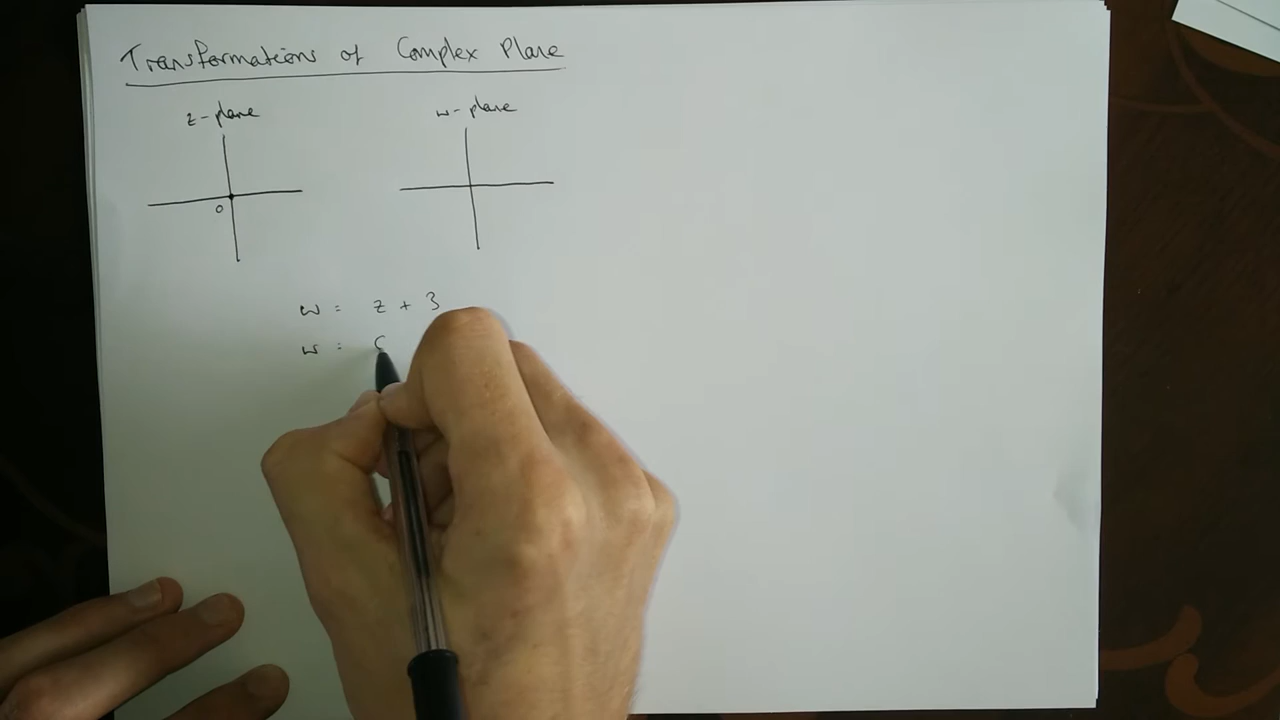 Transformations of Complex Plane
z-plane
w-plane
0
w = z + 3
w =